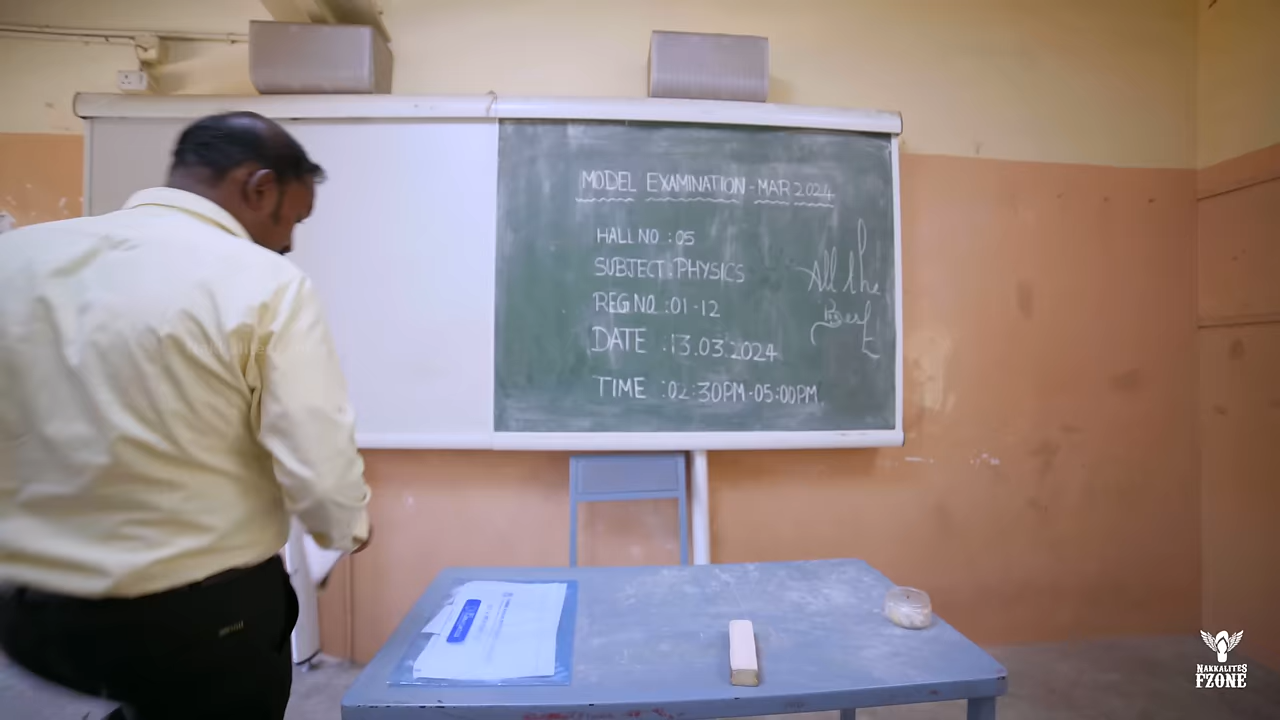 MODEL EXAMINATION - MAR 2024
HALL NO : 05
SUBJECT : PHYSICS
REG NO : 01-12
DATE : 13.03.2024
TIME : 02:30PM-05:00PM.
All the
Best
NAKKALITES
FZONE